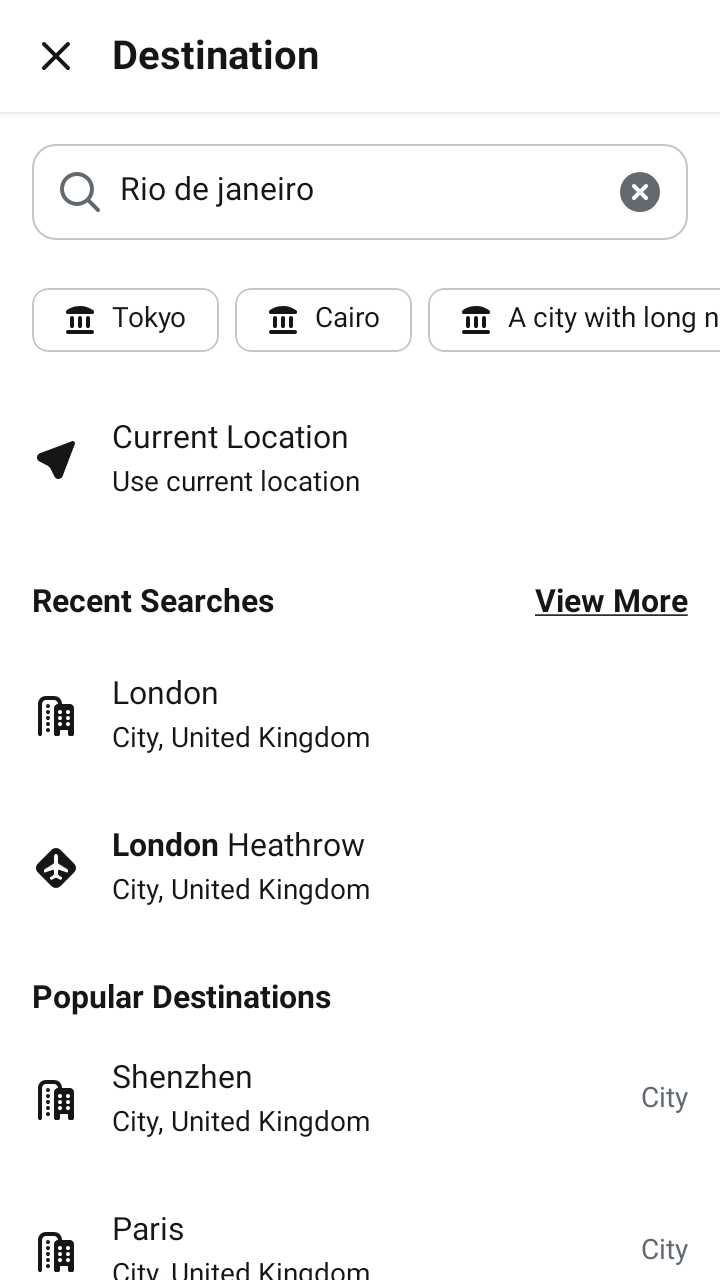 Destination
Rio de janeiro
Tokyo
Cairo
A city with long n
Current Location
Use current location
Recent Searches
View More
London
City, United Kingdom
London Heathrow
City, United Kingdom
Popular Destinations
Shenzhen
City, United Kingdom
City
Paris
City, United Kingdom
City